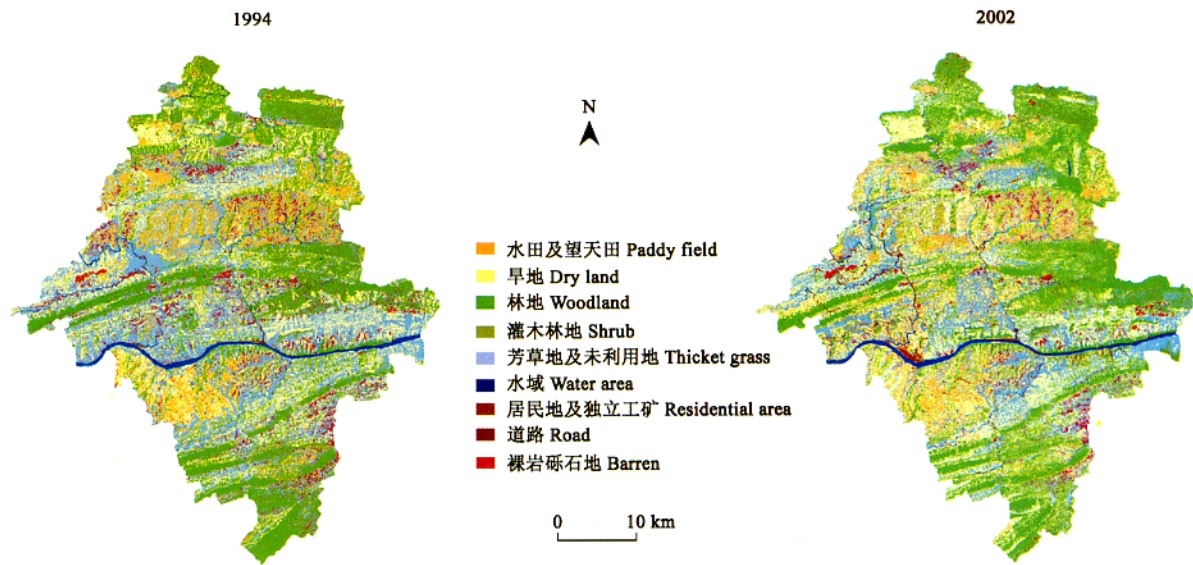 1994
2002
N
水田及望天田 Paddy field
旱地 Dry land
林地 Woodland
灌木林地 Shrub
芳草地及未利用地 Thicket grass
水域 Water area
居民地及独立工矿 Residential area
道路 Road
裸岩砾石地 Barren
0 10 km